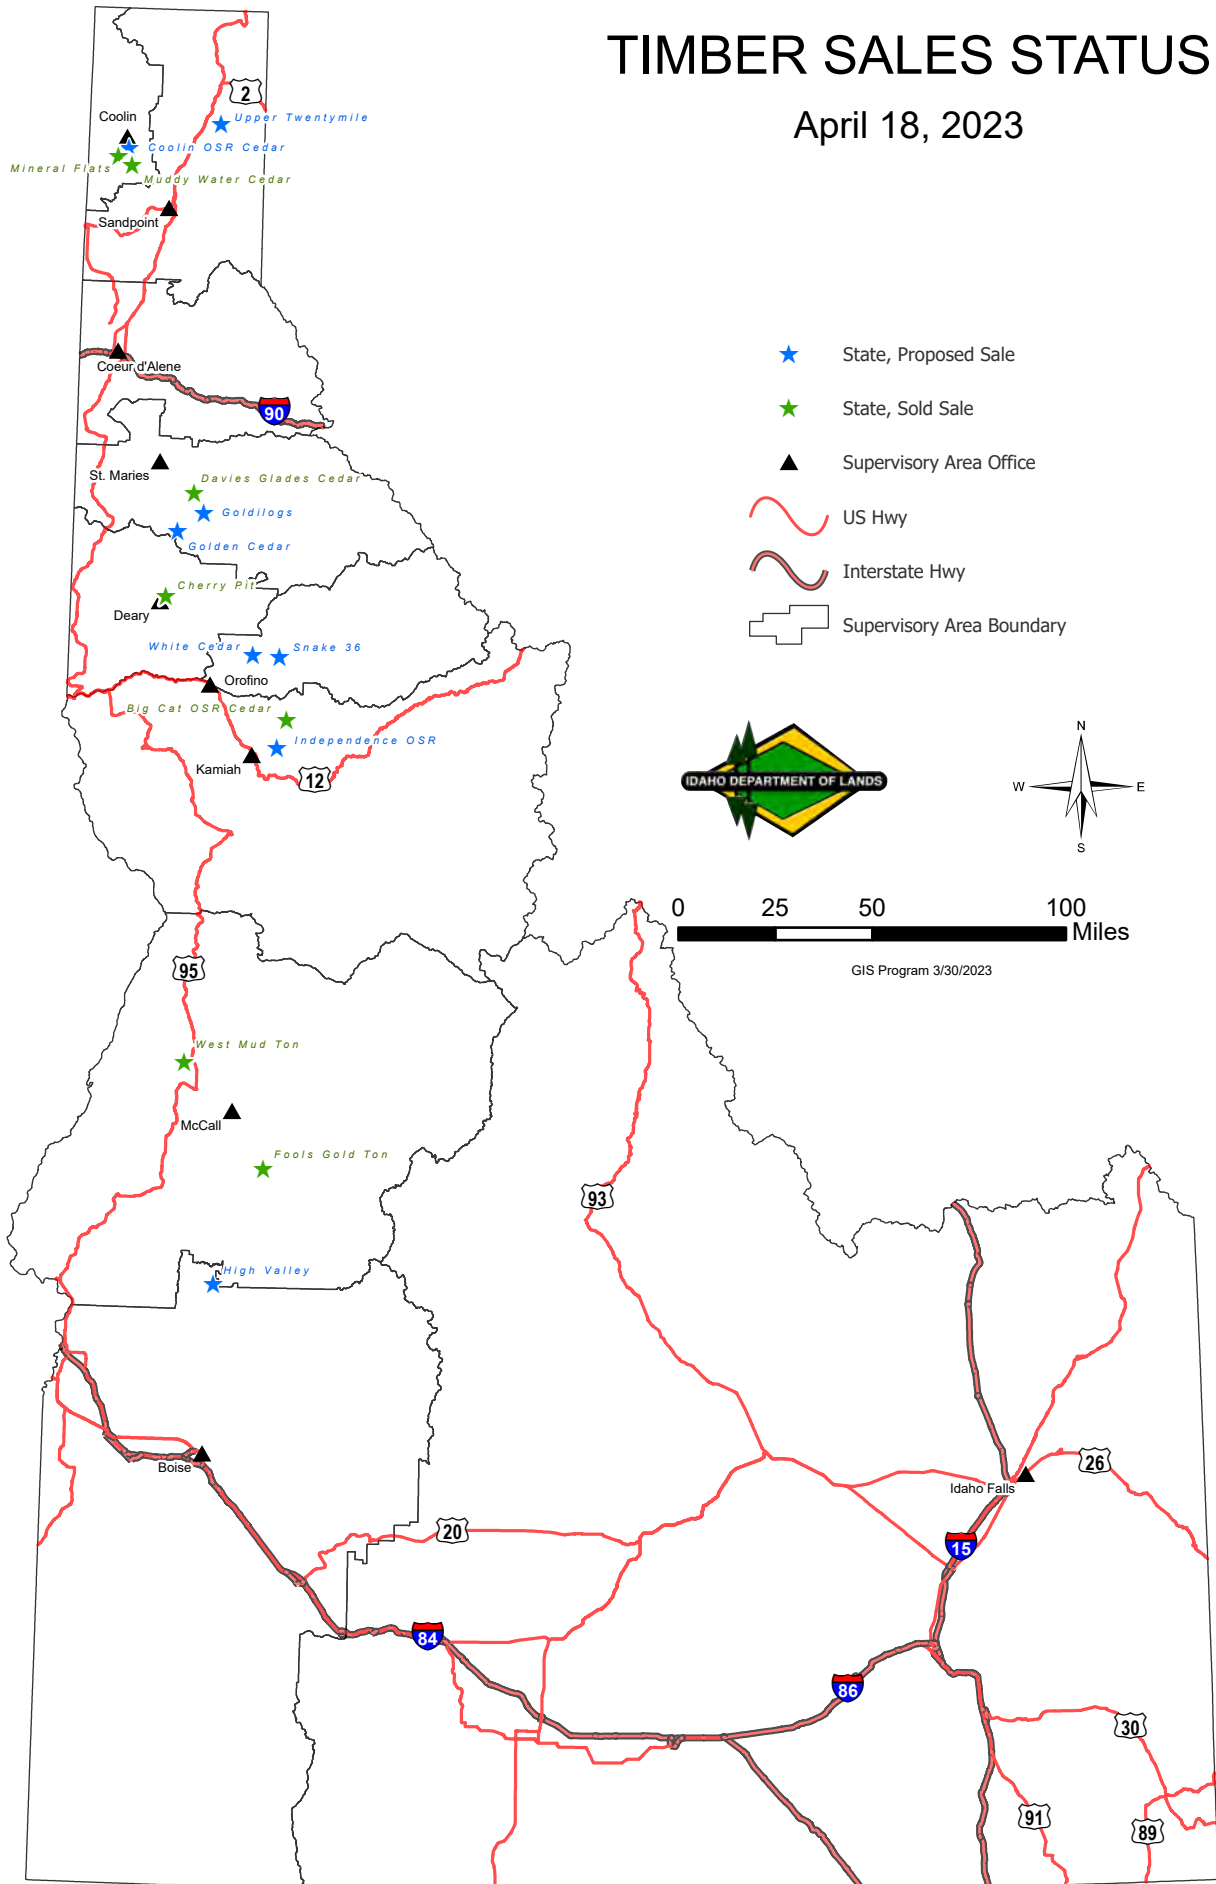 TIMBER SALES STATUS
April 18, 2023
2
Coolin
Upper Twentymile
Coolin OSR Cedar
Mineral Flats
Muddy Water Cedar
Sandpoint
Coeur d'Alene
90
St. Maries
Davies Glades Cedar
Goldilogs
Golden Cedar
Cherry Pit
Deary
White Cedar
Snake 36
Orofino
Big Cat OSR Cedar
Independence OSR
Kamiah
12
State, Proposed Sale
State, Sold Sale
Supervisory Area Office
US Hwy
Interstate Hwy
Supervisory Area Boundary
IDAHO DEPARTMENT OF LANDS
N
W E
S
0 25 50 100
Miles
GIS Program 3/30/2023
95
West Mud Ton
McCall
Fools Gold Ton
93
High Valley
Boise
Idaho Falls
26
20
15
84
86
30
91
89